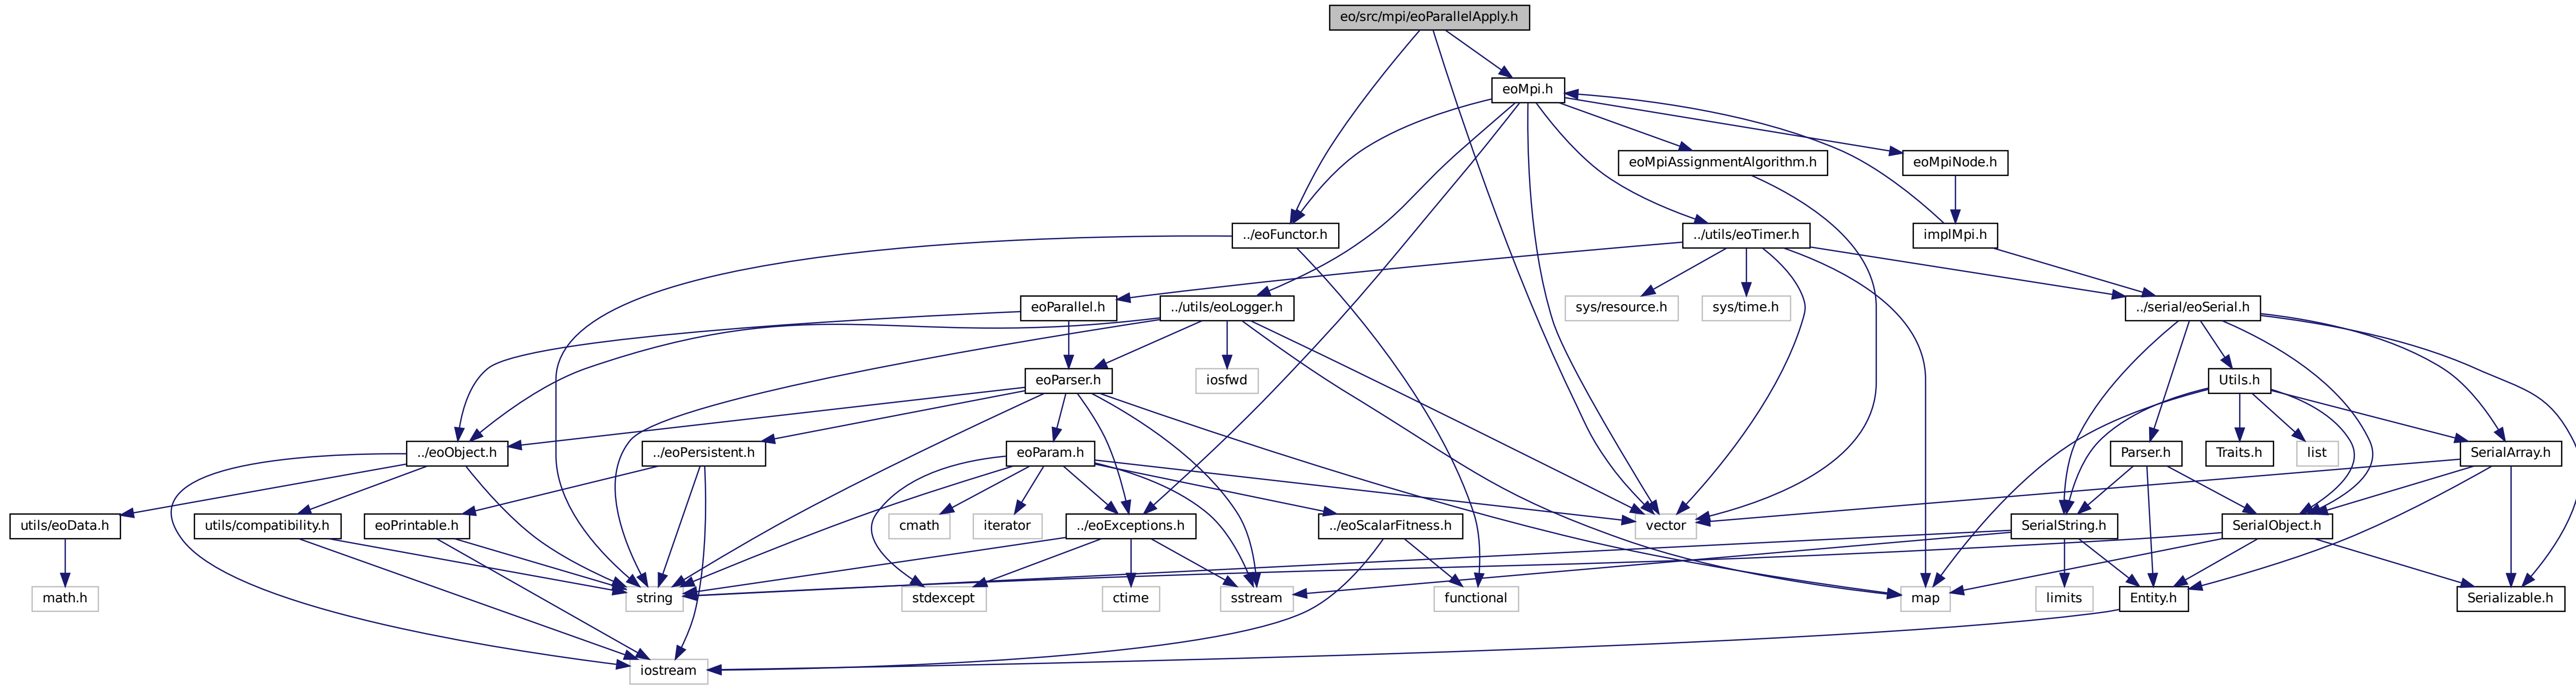 eo/src/mpi/eoParallelApply.h
eoMpi.h
eoMpiAssignmentAlgorithm.h
eoMpiNode.h
../eoFunctor.h
../utils/eoTimer.h
implMpi.h
eoParallel.h
../utils/eoLogger.h
sys/resource.h
sys/time.h
../serial/eoSerial.h
eoParser.h
iosfwd
Utils.h
../eoObject.h
../eoPersistent.h
eoParam.h
Parser.h
Traits.h
list
SerialArray.h
utils/eoData.h
utils/compatibility.h
eoPrintable.h
cmath
iterator
../eoExceptions.h
../eoScalarFitness.h
vector
SerialString.h
SerialObject.h
math.h
string
stdexcept
ctime
sstream
functional
map
limits
Entity.h
Serializable.h
iostream